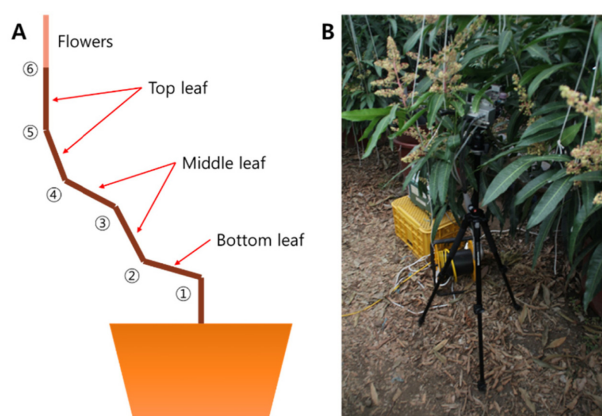 A
B
Flowers
⑥
Top leaf
⑤
Middle leaf
④
③
Bottom leaf
②
①